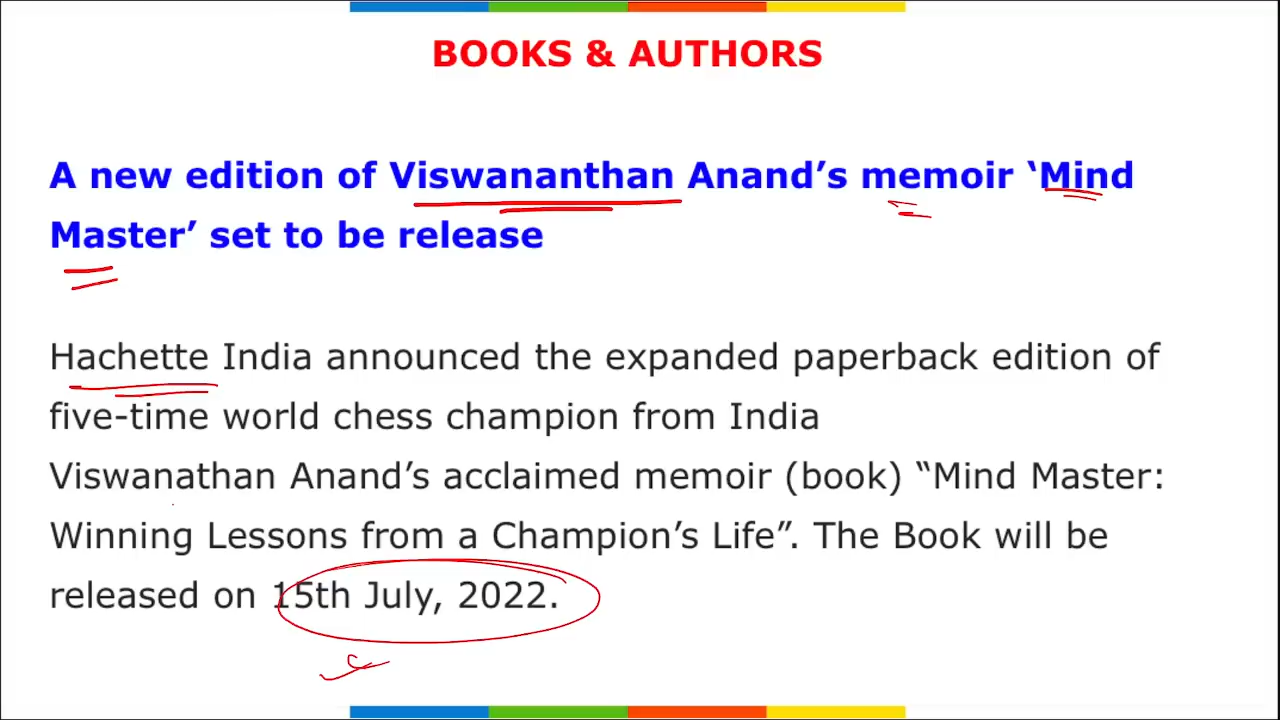 BOOKS & AUTHORS
A new edition of Viswananthan Anand’s memoir ‘Mind
Master’ set to be release
Hachette India announced the expanded paperback edition of
five-time world chess champion from India
Viswanathan Anand’s acclaimed memoir (book) “Mind Master:
Winning Lessons from a Champion’s Life”. The Book will be
released on 15th July, 2022.